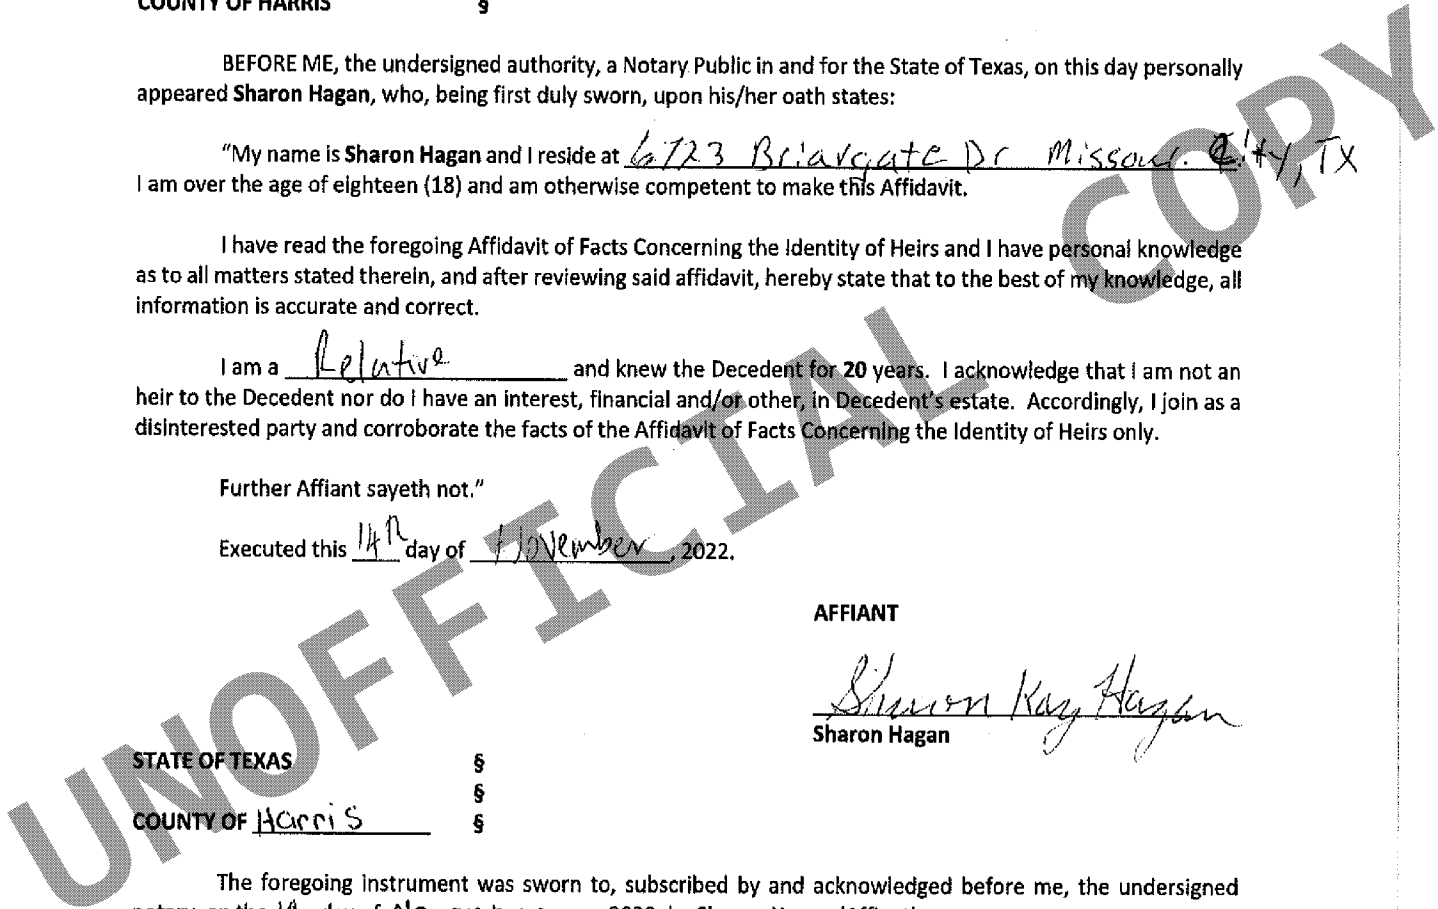 COUNTY OF HARRIS §
BEFORE ME, the undersigned authority, a Notary Public in and for the State of Texas, on this day personally
appeared Sharon Hagan, who, being first duly sworn, upon his/her oath states:
"My name is Sharon Hagan and I reside at 6723 Briargate Dr Missouri City, TX
I am over the age of eighteen (18) and am otherwise competent to make this Affidavit.
I have read the foregoing Affidavit of Facts Concerning the Identity of Heirs and I have personal knowledge
as to all matters stated therein, and after reviewing said affidavit, hereby state that to the best of my knowledge, all
information is accurate and correct.
I am a Relative and knew the Decedent for 20 years. I acknowledge that I am not an
heir to the Decedent nor do I have an interest, financial and/or other, in Decedent's estate. Accordingly, I join as a
disinterested party and corroborate the facts of the Affidavit of Facts Concerning the Identity of Heirs only.
Further Affiant sayeth not."
Executed this 14th day of November, 2022.
AFFIANT
Sharon Kay Hagan
Sharon Hagan
STATE OF TEXAS §
§
COUNTY OF Harris §
The foregoing instrument was sworn to, subscribed by and acknowledged before me, the undersigned
UNOFFICIAL COPY